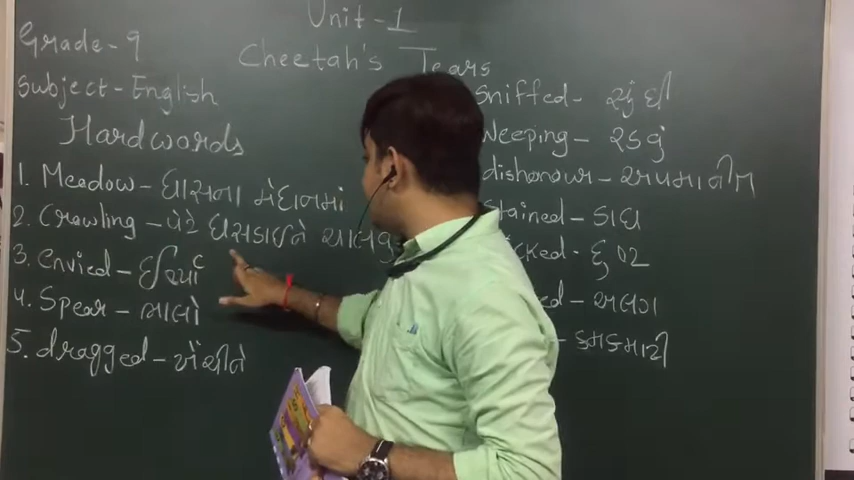 Unit - 1
Grade - 9
Cheetah's Tears
Subject - English
Hardwords
1. Meadow - ઘાસના મેદાનમાં
2. Crawling - પેટે ઘસડાઈને ચાલવું
3. Envied - ઈર્ષ્યા
4. Spear - ભાલો
5. dragged - ખેંચીને
Sniffed - સુંઘી
Weeping - રડવું
dishonour - અપમાનીત
Stained - ડાઘ